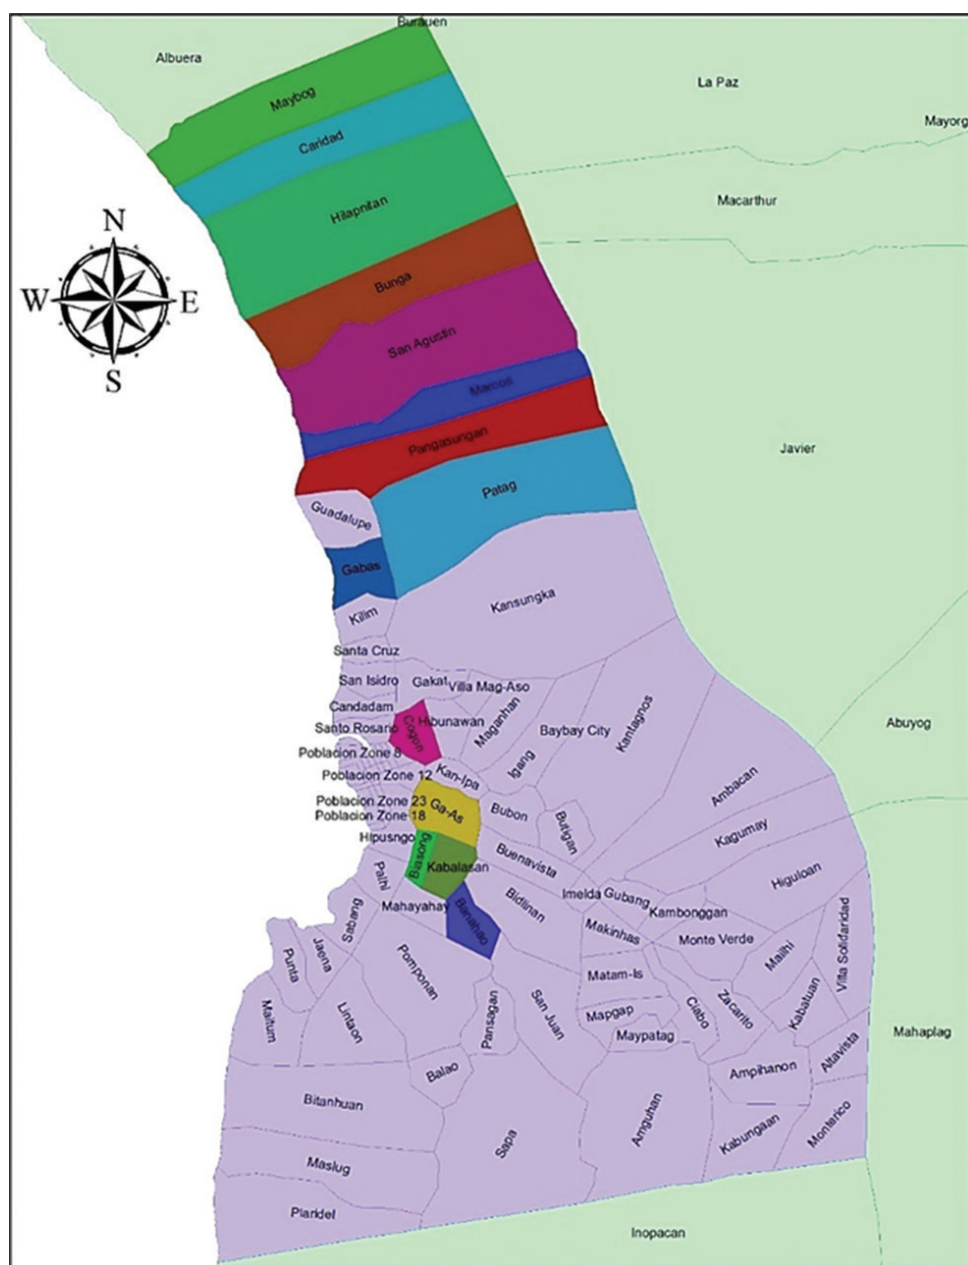 Burauen
Albuera
La Paz
Maybog
Mayorg
Caridad
Macarthur
Hilapnitan
N
W
E
S
Bunga
San Agustin
Marcos
Pangasungan
Javier
Patag
Guadalupe
Gabas
Kansungka
Kilim
Santa Cruz
San Isidro
Gakat
Villa Mag-Aso
Candadam
Cogon
Hibunawan
Maganhan
Santo Rosario
Baybay City
Kantagnos
Abuyog
Poblacion Zone 8
Igang
Poblacion Zone 12
Kan-Ipa
Ambacan
Poblacion Zone 23
Ga-As
Poblacion Zone 18
Bubon
Butigan
Kagumay
Hipusngo
Biasong
Kabalasan
Buenavista
Higuloan
Palhi
Imelda
Gubang
Mahayahay
Banahao
Bidlinan
Kambonggan
Sabang
Makinhas
Monte Verde
Villa Solidaridad
Jaena
Punta
Mailhi
Pomponan
Matam-Is
Maitum
Lintaon
Pansagan
San Juan
Mapgap
Ciabo
Zacarito
Kabatuan
Maypatag
Mahaplag
Altavista
Balao
Ampihanon
Bitanhuan
Amguhan
Kabungaan
Monterico
Sapa
Maslug
Plaridel
Inopacan